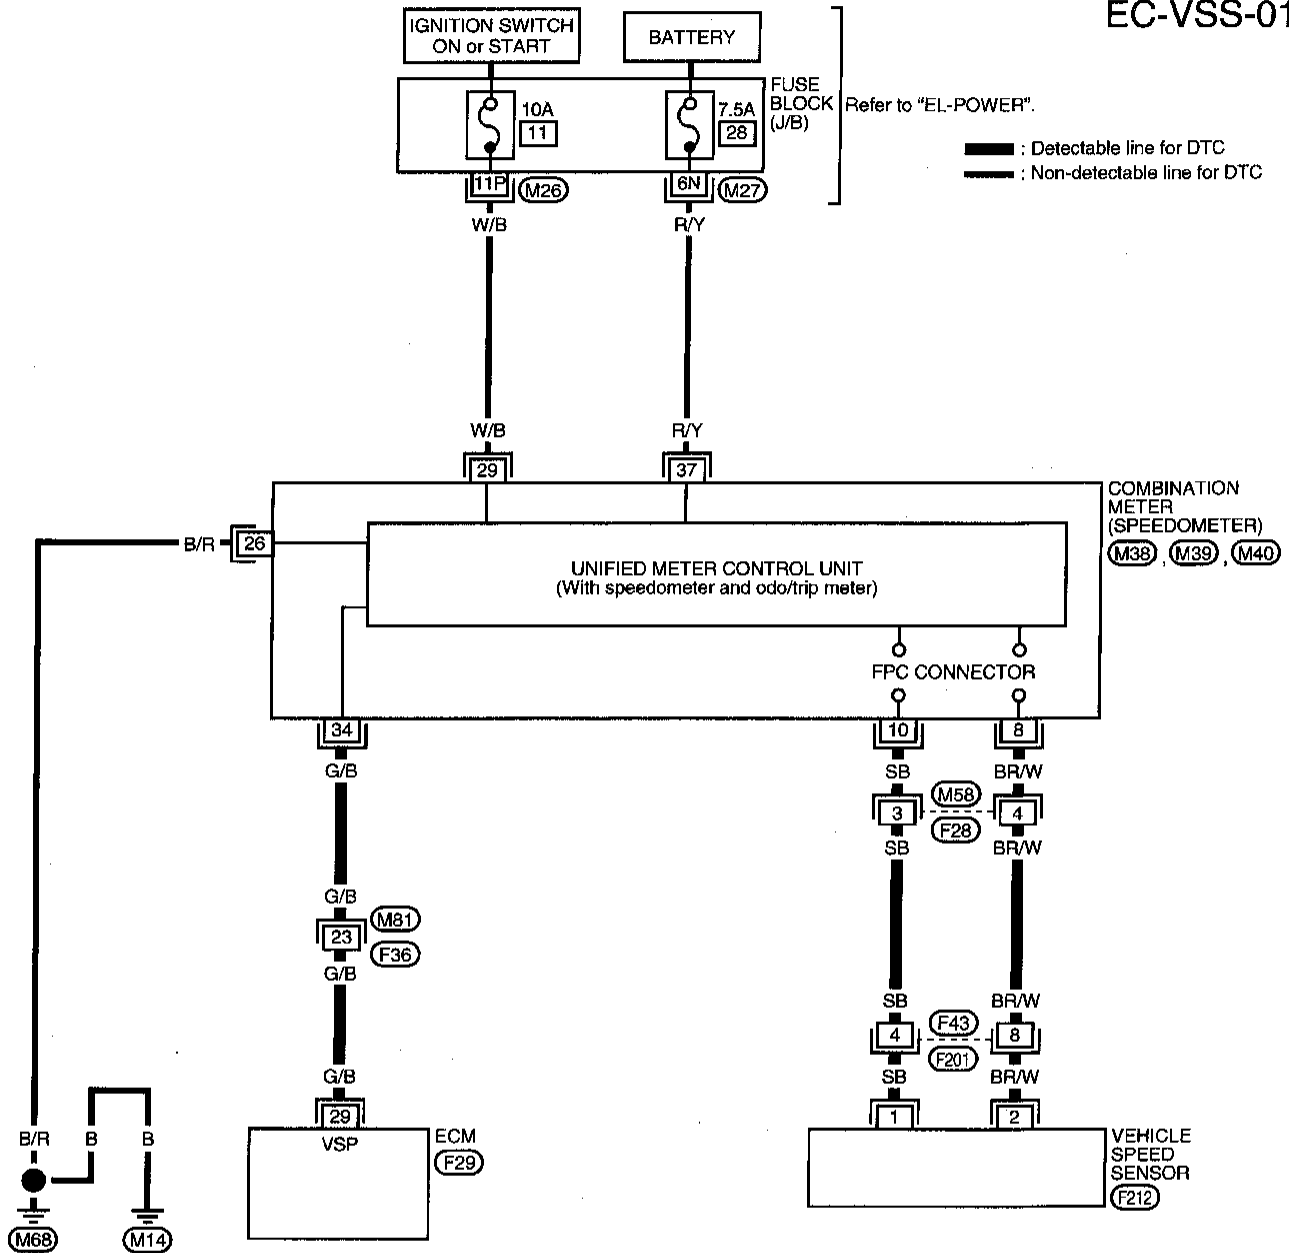 EC-VSS-01
IGNITION SWITCH
ON or START
BATTERY
FUSE
BLOCK
(J/B)
Refer to "EL-POWER".
10A
11
7.5A
28
: Detectable line for DTC
: Non-detectable line for DTC
11P
M26
6N
M27
W/B
R/Y
W/B
R/Y
29
37
COMBINATION
METER
(SPEEDOMETER)
M38 , M39 , M40
B/R
26
UNIFIED METER CONTROL UNIT
(With speedometer and odo/trip meter)
FPC CONNECTOR
34
10
8
G/B
SB
BR/W
3
M58
F28
4
SB
BR/W
G/B
23
M81
F36
G/B
SB
BR/W
4
F43
F201
8
G/B
SB
BR/W
29
1
2
VSP
ECM
F29
VEHICLE
SPEED
SENSOR
F212
B/R
B
B
M68
M14